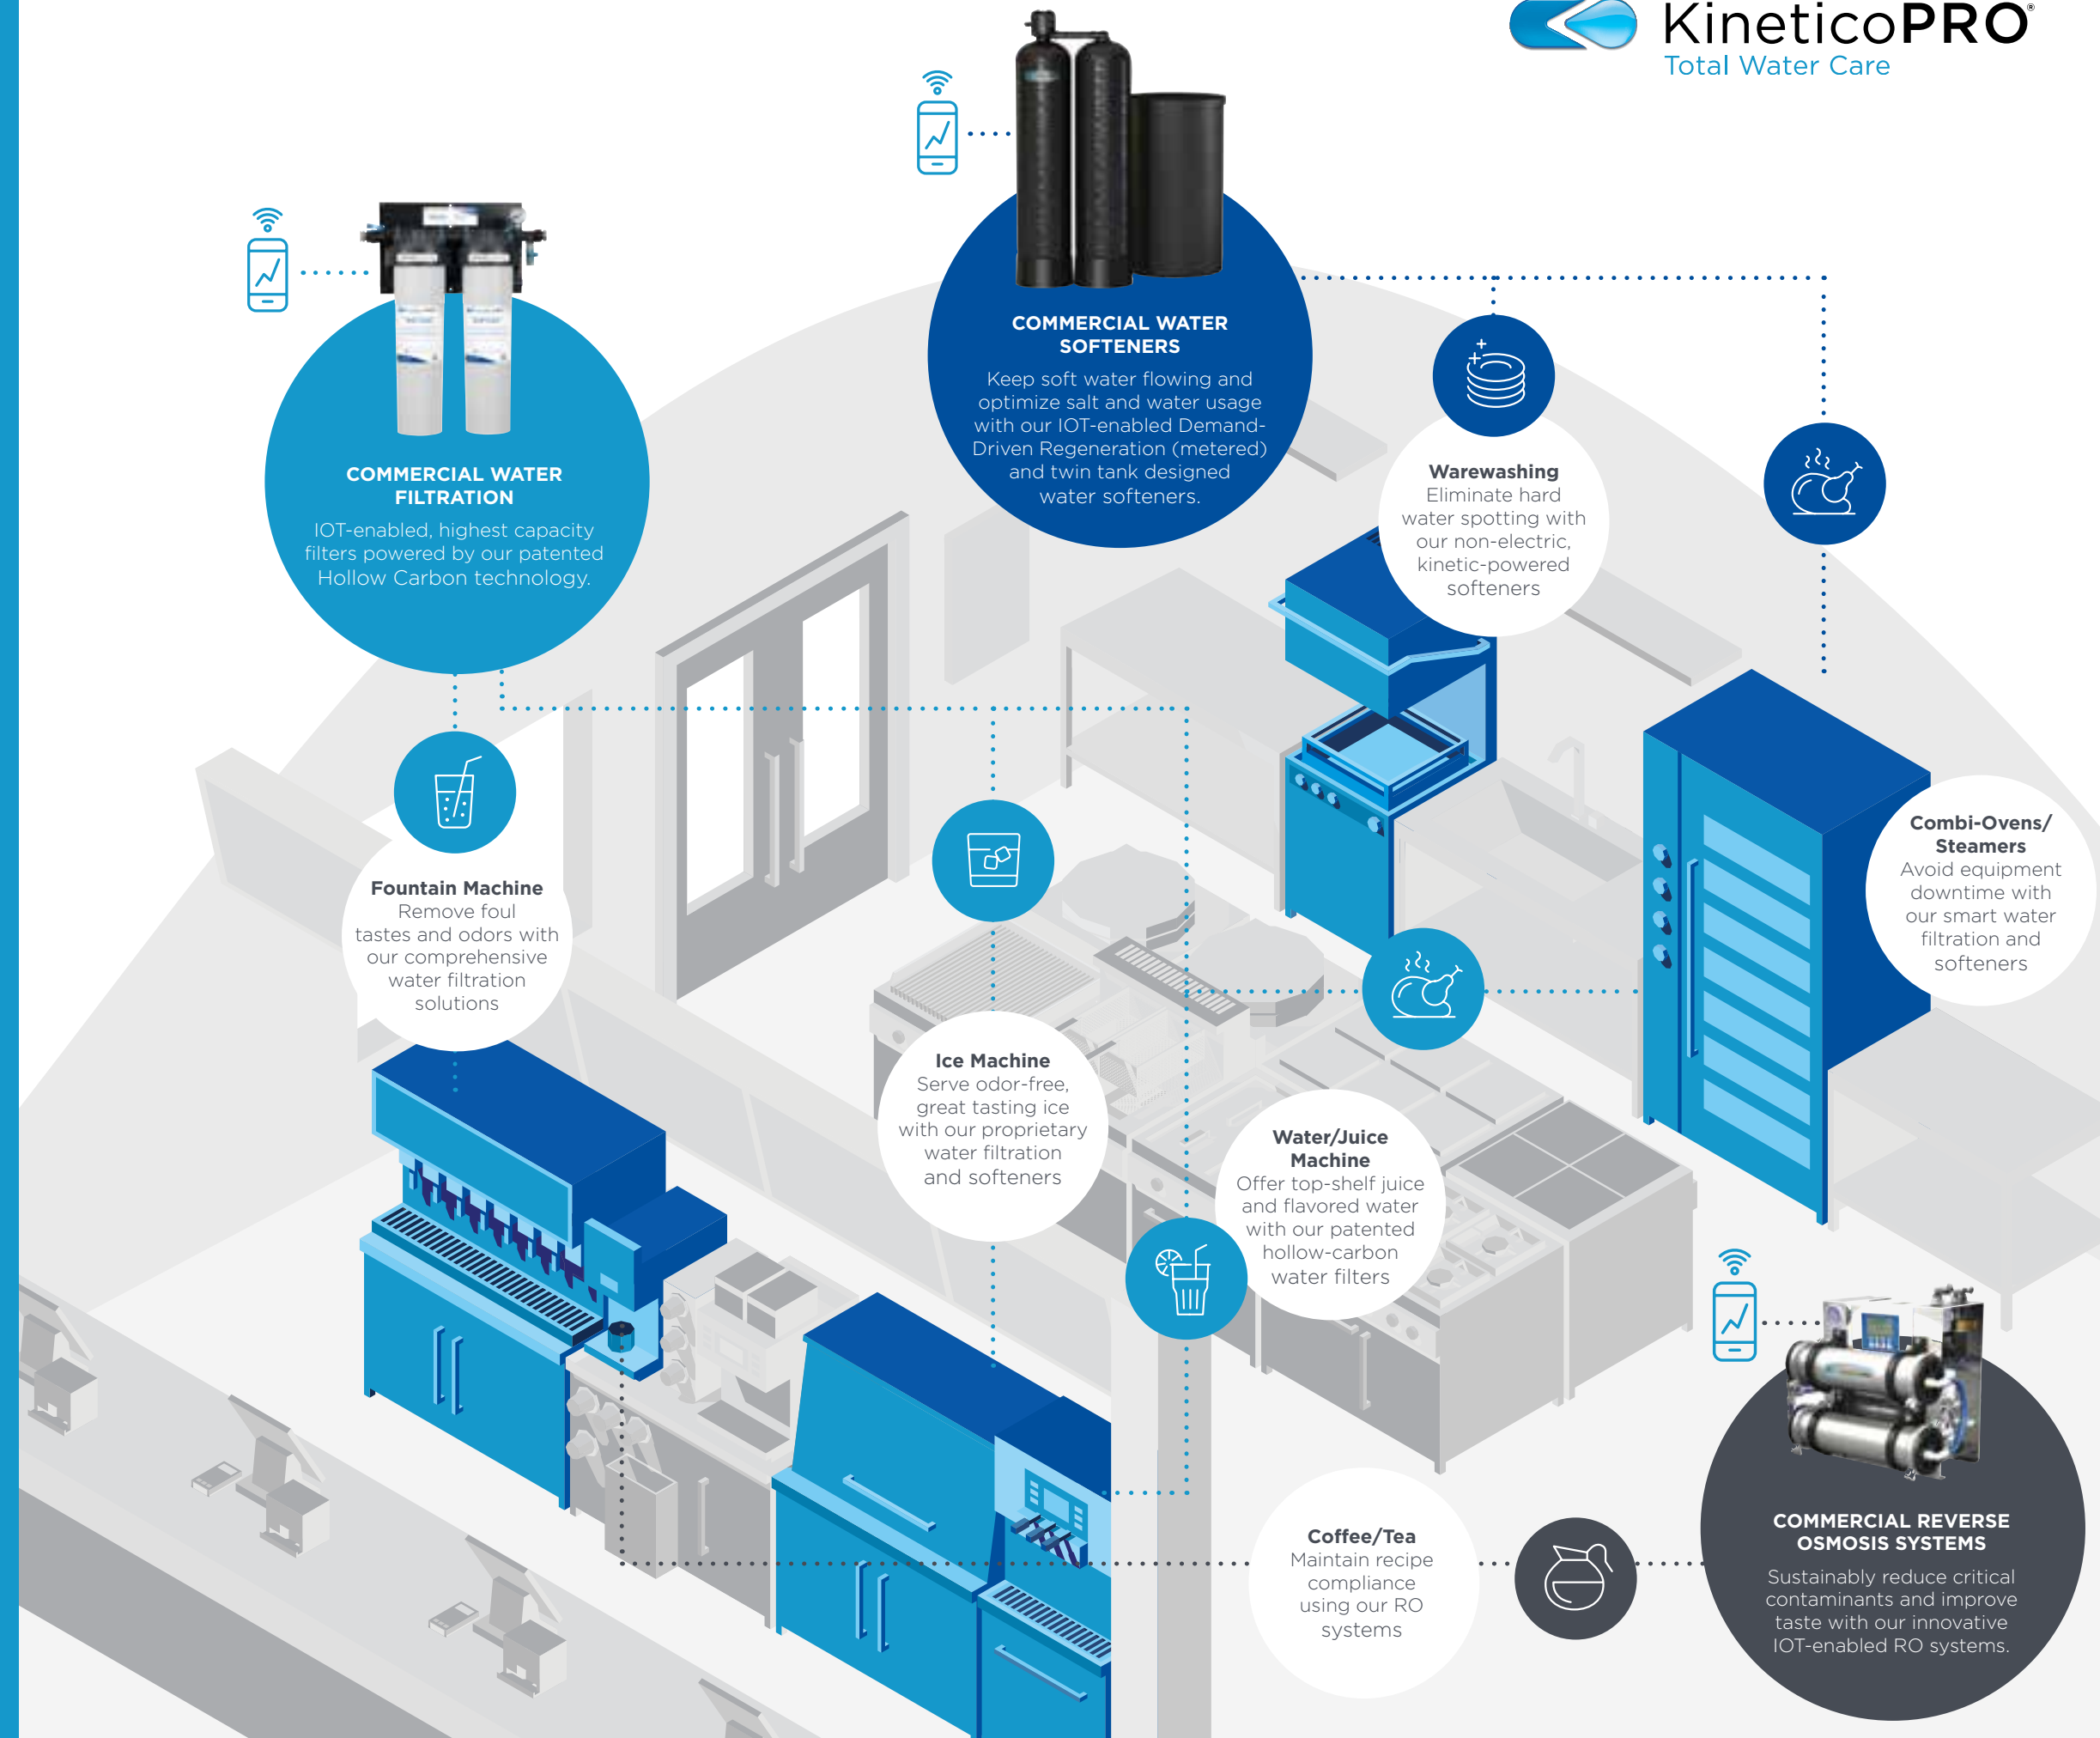 KineticoPRO®
Total Water Care
COMMERCIAL WATER
SOFTENERS
Keep soft water flowing and
optimize salt and water usage
with our IOT-enabled Demand-
Driven Regeneration (metered)
and twin tank designed
water softeners.
COMMERCIAL WATER
FILTRATION
IOT-enabled, highest capacity
filters powered by our patented
Hollow Carbon technology.
Warewashing
Eliminate hard
water spotting with
our non-electric,
kinetic-powered
softeners
Combi-Ovens/
Steamers
Avoid equipment
downtime with
our smart water
filtration and
softeners
Fountain Machine
Remove foul
tastes and odors with
our comprehensive
water filtration
solutions
Ice Machine
Serve odor-free,
great tasting ice
with our proprietary
water filtration
and softeners
Water/Juice
Machine
Offer top-shelf juice
and flavored water
with our patented
hollow-carbon
water filters
Coffee/Tea
Maintain recipe
compliance
using our RO
systems
COMMERCIAL REVERSE
OSMOSIS SYSTEMS
Sustainably reduce critical
contaminants and improve
taste with our innovative
IOT-enabled RO systems.